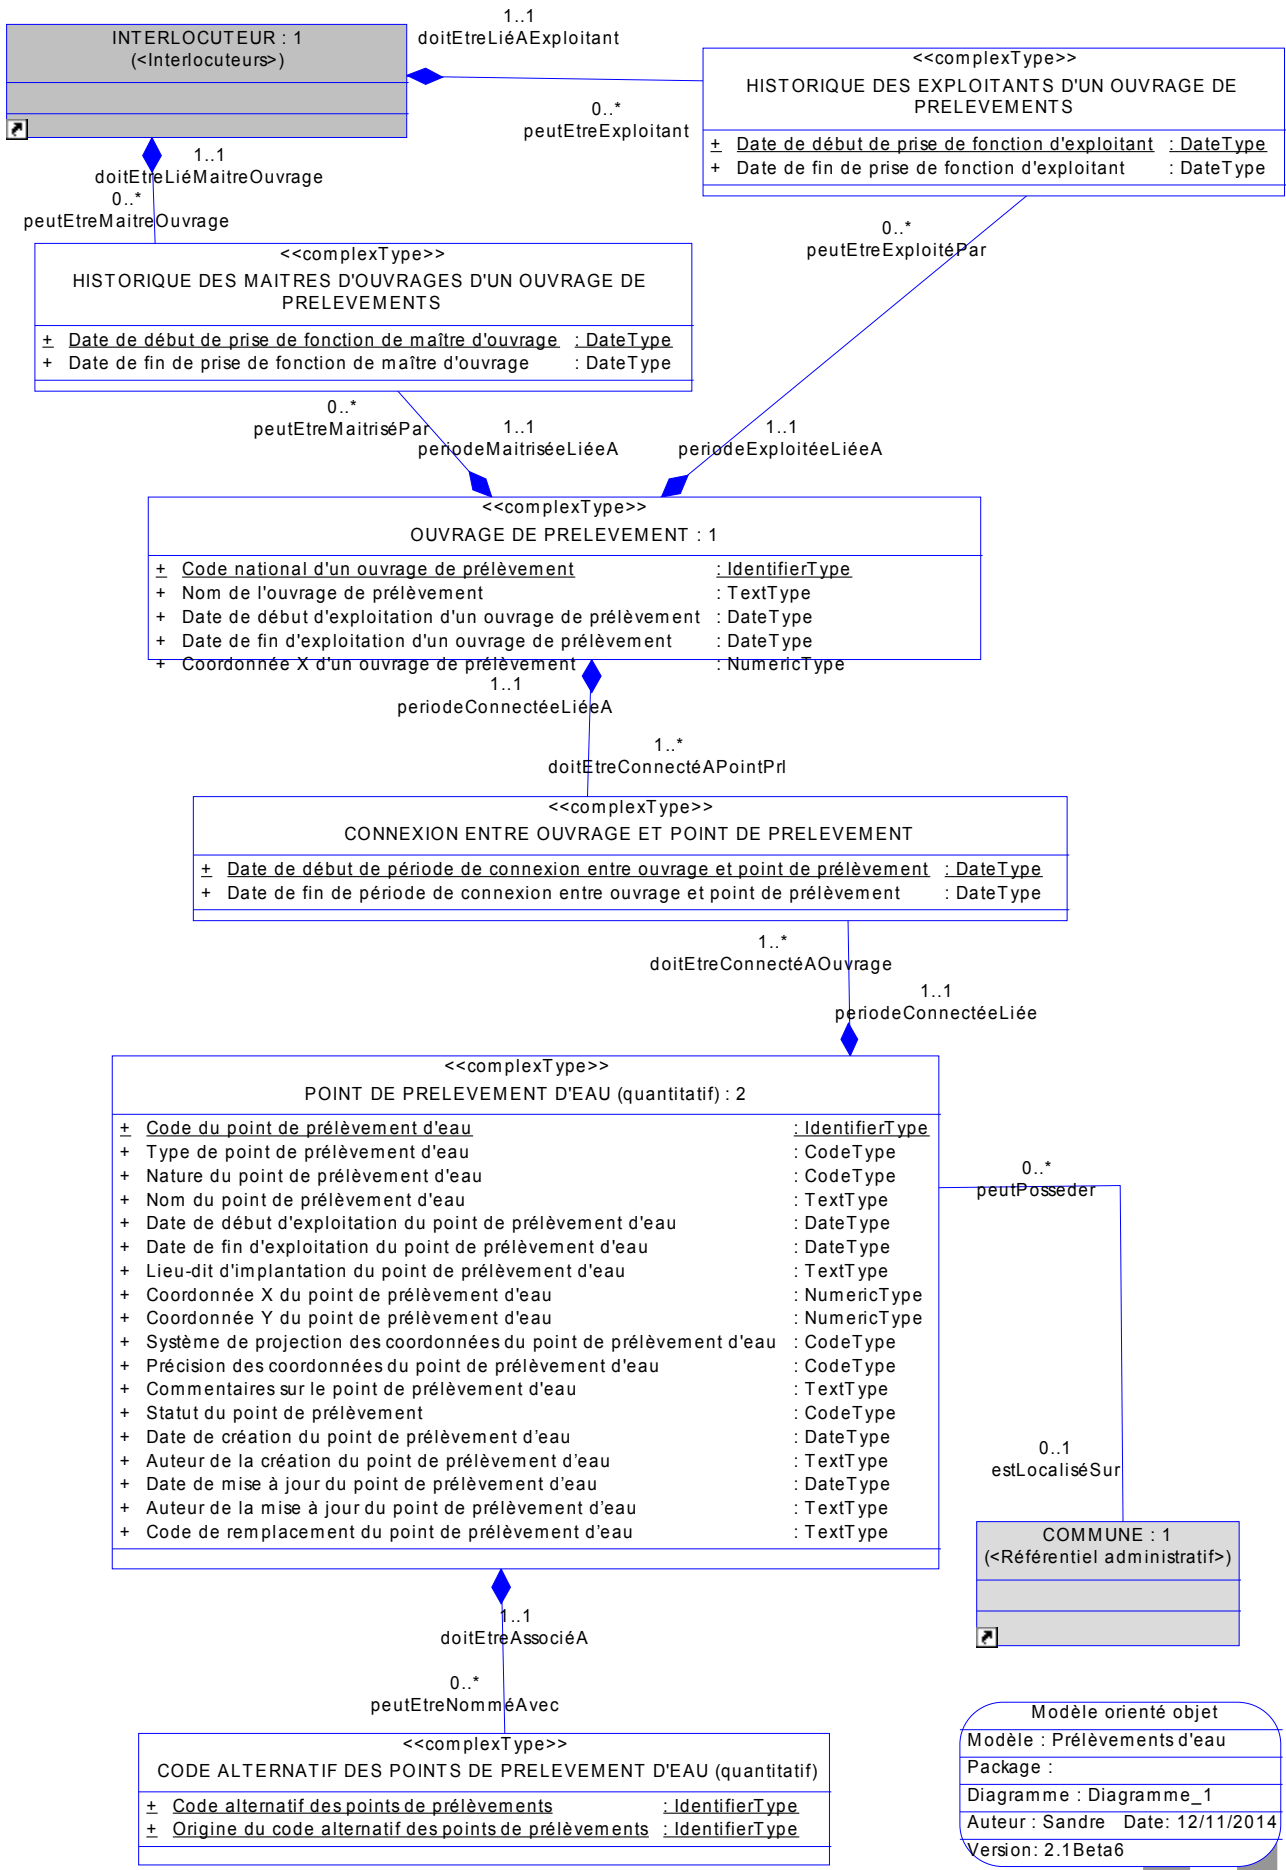 1..1
doitEtreLiéAExploitant
INTERLOCUTEUR : 1
(<Interlocuteurs>)
<<complexType>>
HISTORIQUE DES EXPLOITANTS D'UN OUVRAGE DE
PRELEVEMENTS
+ Date de début de prise de fonction d'exploitant : DateType
+ Date de fin de prise de fonction d'exploitant : DateType
0..*
peutEtreExploitant
1..1
doitEtreLiéMaitreOuvrage
0..*
peutEtreMaitreOuvrage
0..*
peutEtreExploitéPar
<<complexType>>
HISTORIQUE DES MAITRES D'OUVRAGES D'UN OUVRAGE DE
PRELEVEMENTS
+ Date de début de prise de fonction de maître d'ouvrage : DateType
+ Date de fin de prise de fonction de maître d'ouvrage : DateType
0..*
peutEtreMaitriséPar
1..1
periodeMaitriséeLiéeA
1..1
periodeExploitéeLiéeA
<<complexType>>
OUVRAGE DE PRELEVEMENT : 1
+ Code national d'un ouvrage de prélèvement : IdentifierType
+ Nom de l'ouvrage de prélèvement : TextType
+ Date de début d'exploitation d'un ouvrage de prélèvement : DateType
+ Date de fin d'exploitation d'un ouvrage de prélèvement : DateType
+ Coordonnée X d'un ouvrage de prélèvement : NumericType
1..1
periodeConnectéeLiéeA
1..*
doitEtreConnectéAPointPrl
<<complexType>>
CONNEXION ENTRE OUVRAGE ET POINT DE PRELEVEMENT
+ Date de début de période de connexion entre ouvrage et point de prélèvement : DateType
+ Date de fin de période de connexion entre ouvrage et point de prélèvement : DateType
1..*
doitEtreConnectéAOuvrage
1..1
periodeConnectéeLiée
<<complexType>>
POINT DE PRELEVEMENT D'EAU (quantitatif) : 2
+ Code du point de prélèvement d'eau : IdentifierType
+ Type de point de prélèvement d'eau : CodeType
+ Nature du point de prélèvement d'eau : CodeType
+ Nom du point de prélèvement d'eau : TextType
+ Date de début d'exploitation du point de prélèvement d'eau : DateType
+ Date de fin d'exploitation du point de prélèvement d'eau : DateType
+ Lieu-dit d'implantation du point de prélèvement d'eau : TextType
+ Coordonnée X du point de prélèvement d'eau : NumericType
+ Coordonnée Y du point de prélèvement d'eau : NumericType
+ Système de projection des coordonnées du point de prélèvement d'eau : CodeType
+ Précision des coordonnées du point de prélèvement d'eau : CodeType
+ Commentaires sur le point de prélèvement d'eau : TextType
+ Statut du point de prélèvement : CodeType
+ Date de création du point de prélèvement d’eau : DateType
+ Auteur de la création du point de prélèvement d’eau : TextType
+ Date de mise à jour du point de prélèvement d’eau : DateType
+ Auteur de la mise à jour du point de prélèvement d’eau : TextType
+ Code de remplacement du point de prélèvement d’eau : TextType
0..*
peutPosseder
0..1
estLocaliséSur
COMMUNE : 1
(<Référentiel administratif>)
1..1
doitEtreAssociéA
0..*
peutEtreNomméAvec
<<complexType>>
CODE ALTERNATIF DES POINTS DE PRELEVEMENT D'EAU (quantitatif)
+ Code alternatif des points de prélèvements : IdentifierType
+ Origine du code alternatif des points de prélèvements : IdentifierType
Modèle orienté objet
Modèle : Prélèvements d'eau
Package :
Diagramme : Diagramme_1
Auteur : Sandre Date: 12/11/2014
Version: 2.1Beta6